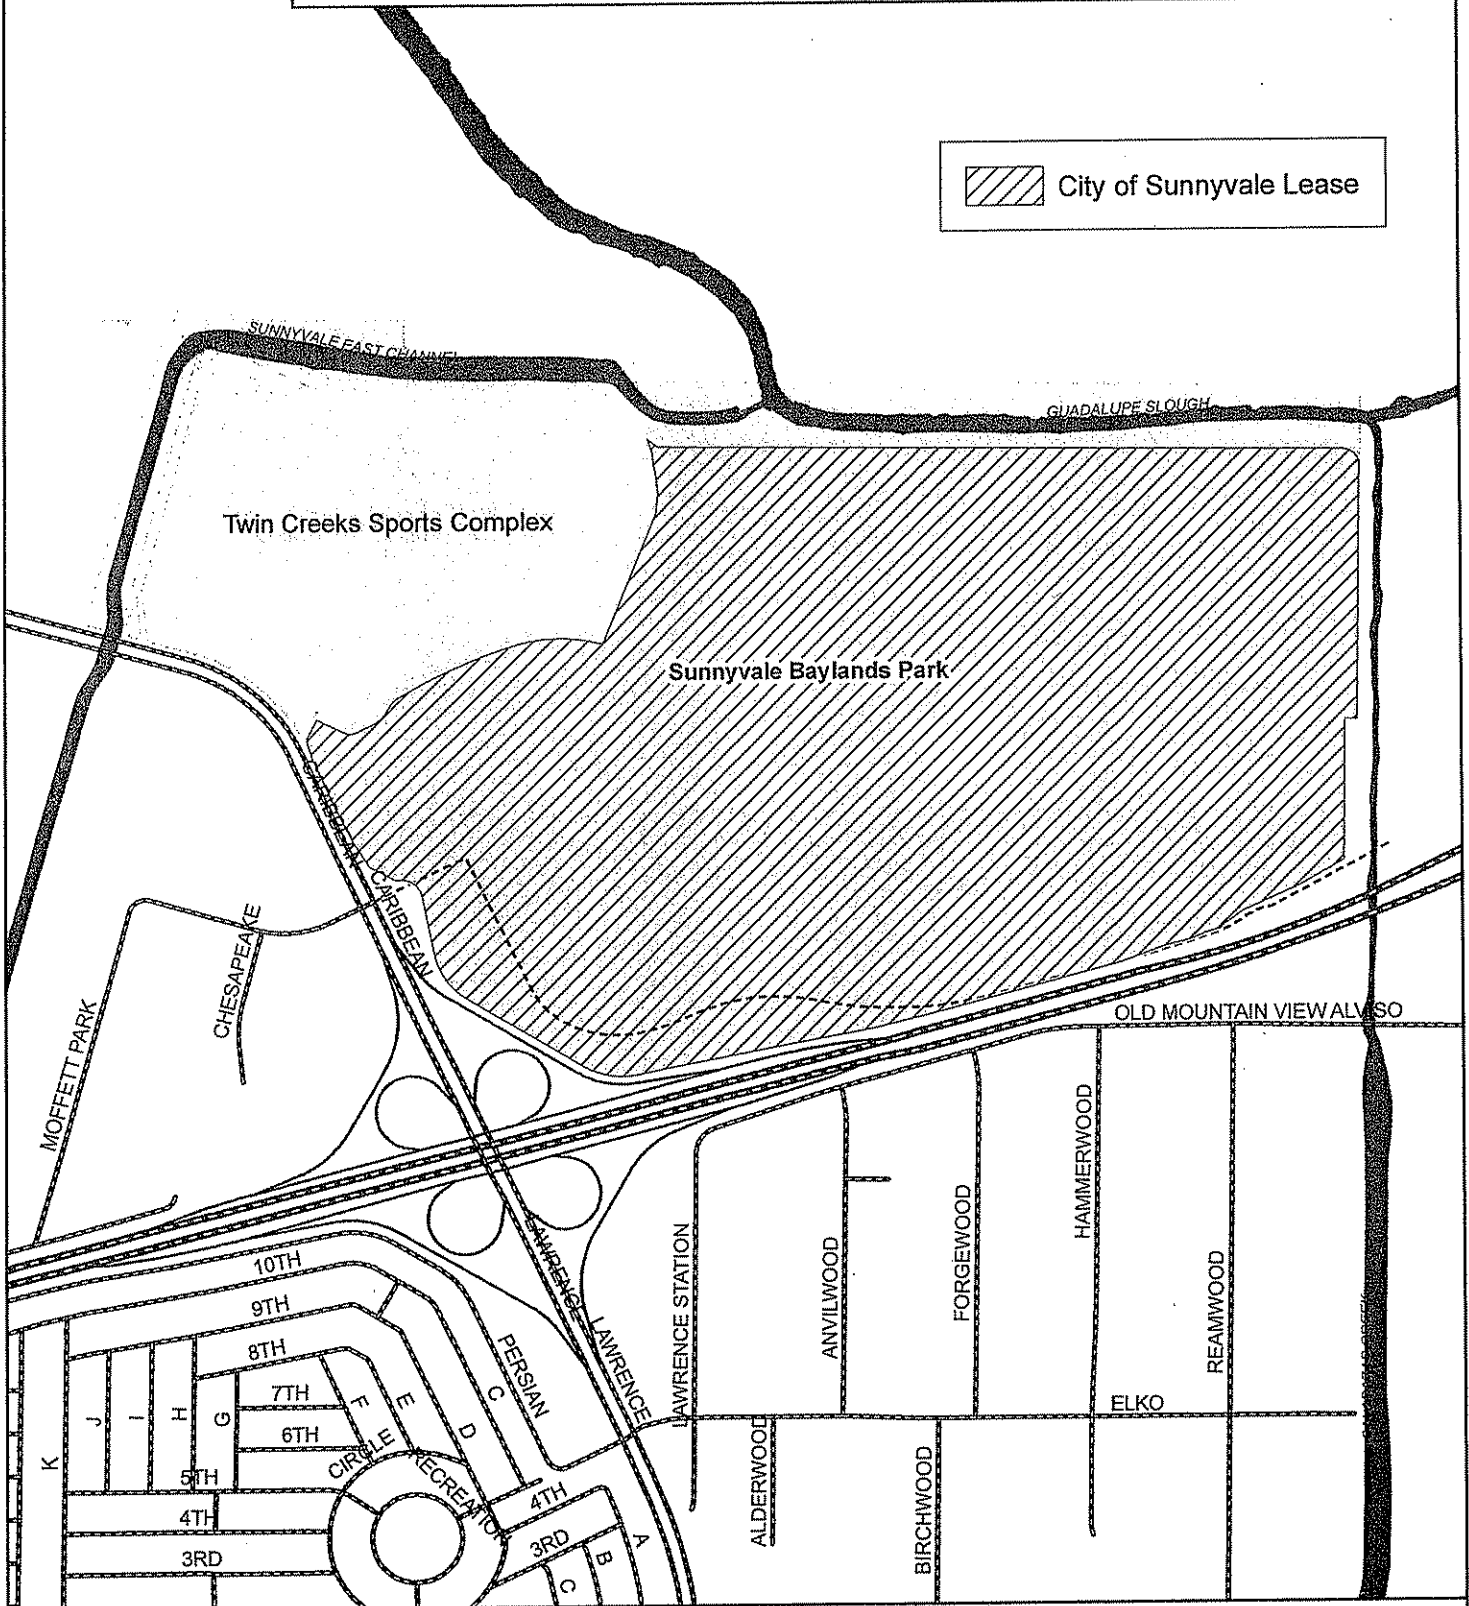 City of Sunnyvale Lease
SUNNYVALE EAST CHANNEL
GUADALUPE SLOUGH
Twin Creeks Sports Complex
Sunnyvale Baylands Park
CARIBBEAN
CARIBBEAN
CHESAPEAKE
MOFFETT PARK
OLD MOUNTAIN VIEW ALVISO
HAMMERWOOD
FORGEWOOD
ANVILWOOD
REAMWOOD
LAWRENCE STATION
LAWRENCE
LAWRENCE
10TH
9TH
8TH
7TH
6TH
5TH
4TH
3RD
PERSIAN
C
E
F
D
J
I
H
G
K
CIRCLE
RECREATION
4TH
3RD
A
B
C
ELKO
ALDERWOOD
BIRCHWOOD